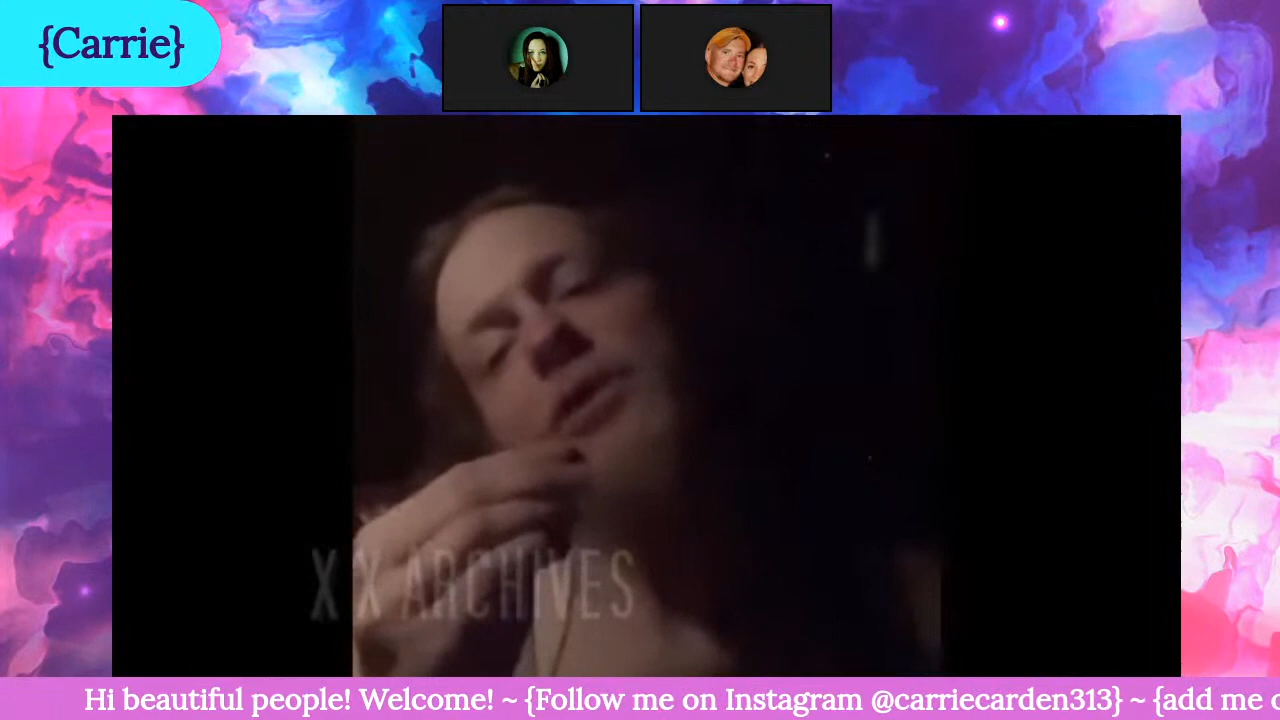 {Carrie}
X X ARCHIVES
Hi beautiful people! Welcome! ~ {Follow me on Instagram @carriecarden313} ~ {add me